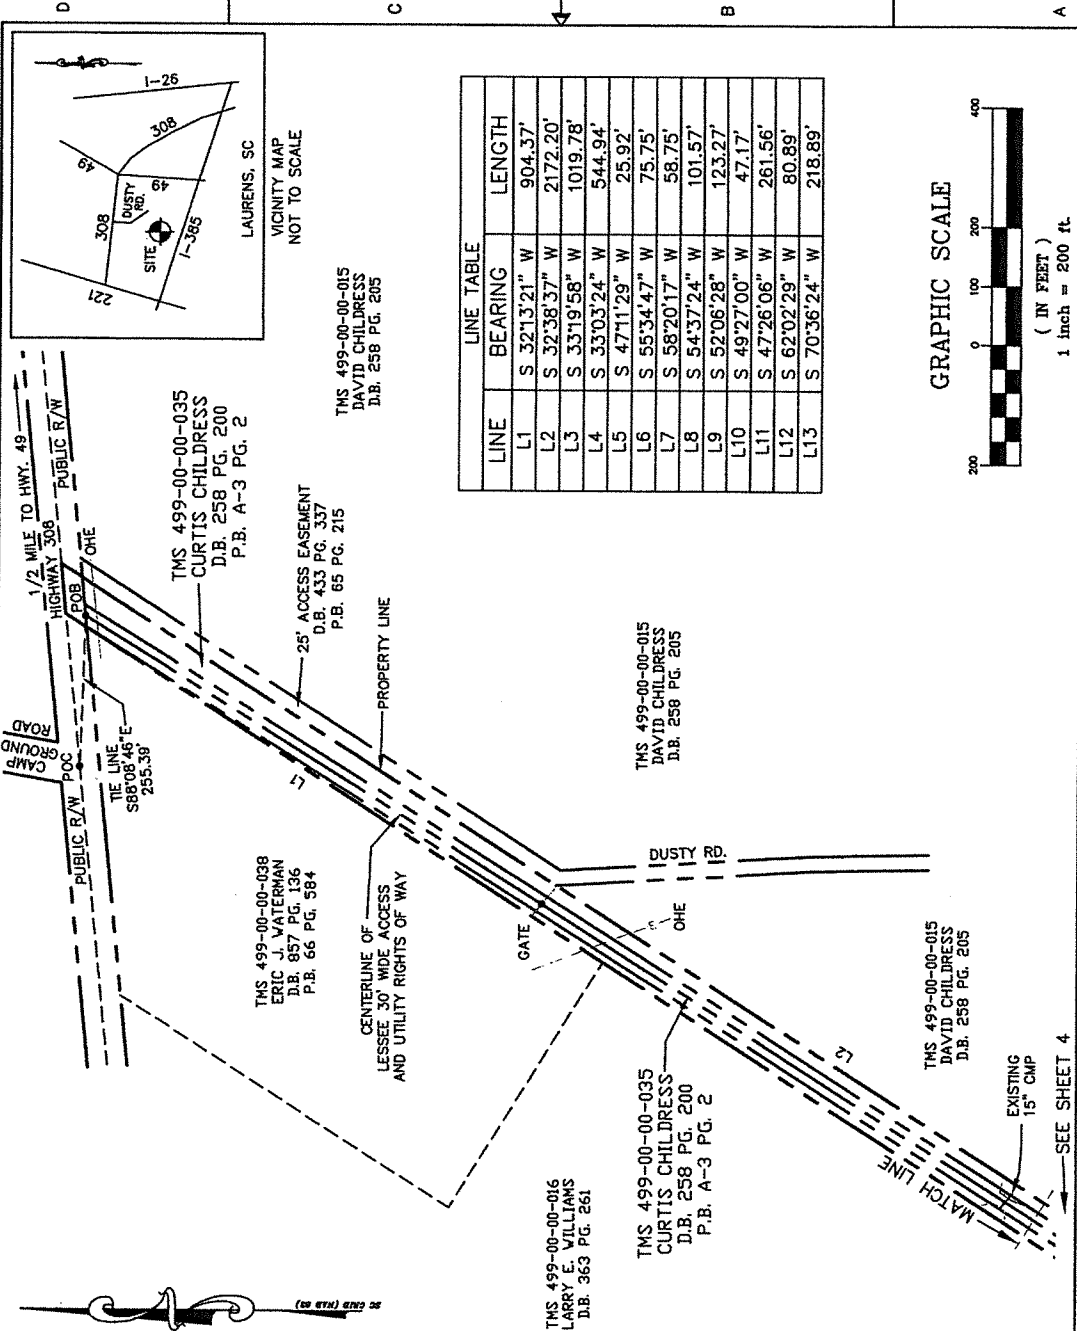 D
C
B
A
221
308
49
308
I-26
49
DUSTY
RD.
SITE
I-385
LAURENS, SC
VICINITY MAP
NOT TO SCALE
1/2 MILE TO HWY. 49
HIGHWAY 308
PUBLIC R/W
POB
OHE
CAMP
GROUND
ROAD
POC
PUBLIC R/W
TIE LINE
S88°08'46"E
255.39'
TMS 499-00-00-035
CURTIS CHILDRESS
D.B. 258 PG. 200
P.B. A-3 PG. 2
TMS 499-00-00-015
DAVID CHILDRESS
D.B. 258 PG. 205
25' ACCESS EASEMENT
D.B. 433 PG. 337
P.B. 65 PG. 215
PROPERTY LINE
L1
TMS 499-00-00-038
ERIC J. WATERMAN
D.B. 857 PG. 136
P.B. 66 PG. 584
CENTERLINE OF
LESSEE 30' WIDE ACCESS
AND UTILITY RIGHTS OF WAY
GATE
OHE
DUSTY RD.
TMS 499-00-00-015
DAVID CHILDRESS
D.B. 258 PG. 205
TMS 499-00-00-016
LARRY E. WILLIAMS
D.B. 363 PG. 261
TMS 499-00-00-035
CURTIS CHILDRESS
D.B. 258 PG. 200
P.B. A-3 PG. 2
L2
TMS 499-00-00-015
DAVID CHILDRESS
D.B. 258 PG. 205
MATCH LINE
EXISTING
15" CMP
SEE SHEET 4
SC GRID (NAD 83)
LINE TABLE
LINE BEARING LENGTH
L1 S 32°13'21" W 904.37'
L2 S 32°38'37" W 2172.20'
L3 S 33°19'58" W 1019.78'
L4 S 33°03'24" W 544.94'
L5 S 47°11'29" W 25.92'
L6 S 55°34'47" W 75.75'
L7 S 58°20'17" W 58.75'
L8 S 54°37'24" W 101.57'
L9 S 52°06'28" W 123.27'
L10 S 49°27'00" W 47.17'
L11 S 47°26'06" W 261.56'
L12 S 62°02'29" W 80.89'
L13 S 70°36'24" W 218.89'
GRAPHIC SCALE
200 0 100 200 400
( IN FEET )
1 inch = 200 ft.